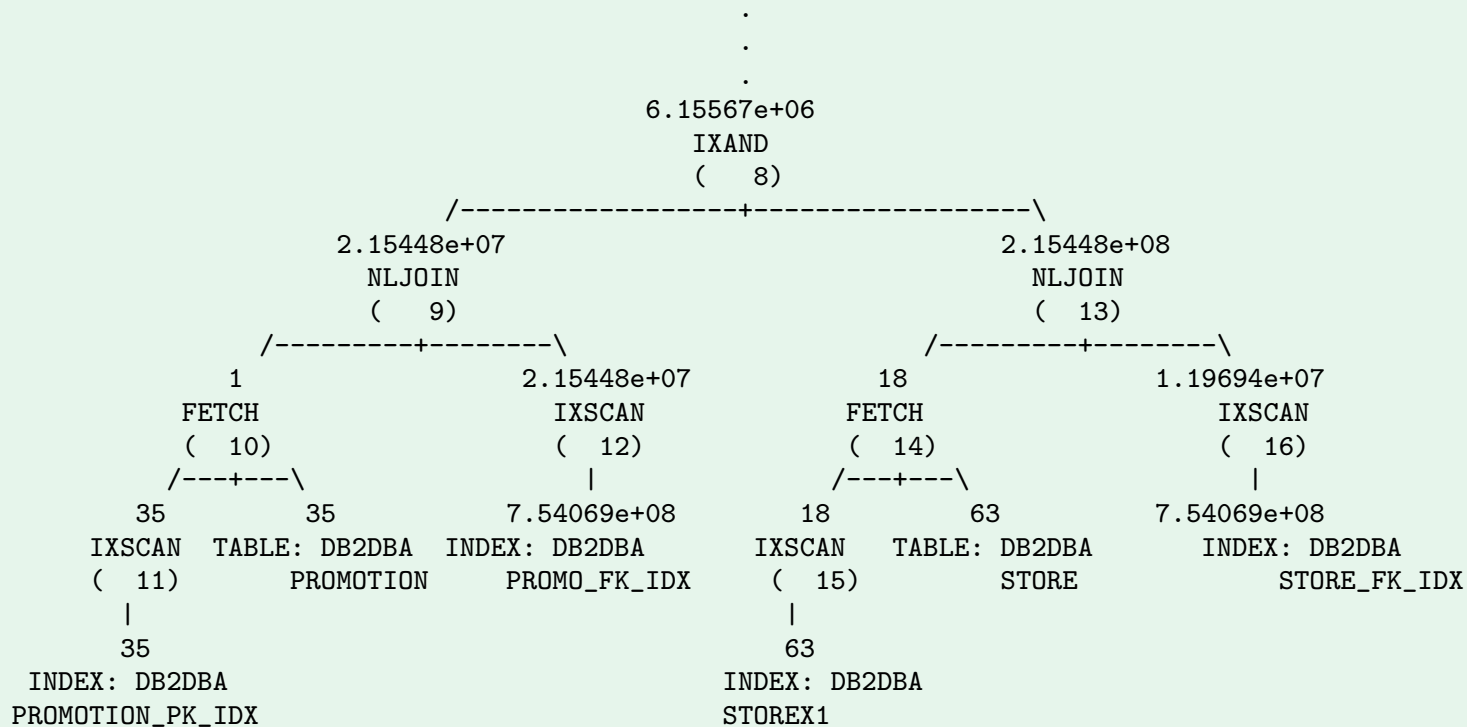 .
.
.
6.15567e+06
IXAND
(   8)
/------------------+------------------\
2.15448e+07                                2.15448e+08
NLJOIN                                     NLJOIN
(   9)                                     (  13)
/---------+--------\                       /---------+--------\
1                  2.15448e+07            18                1.19694e+07
FETCH                IXSCAN              FETCH                IXSCAN
(  10)               (  12)              (  14)               (  16)
/---+---\                 |               /---+---\                 |
35         35           7.54069e+08        18         63          7.54069e+08
IXSCAN  TABLE: DB2DBA  INDEX: DB2DBA       IXSCAN   TABLE: DB2DBA       INDEX: DB2DBA
(  11)       PROMOTION     PROMO_FK_IDX     (  15)         STORE             STORE_FK_IDX
|                                           |
35                                          63
INDEX: DB2DBA                                INDEX: DB2DBA
PROMOTION_PK_IDX                              STOREX1